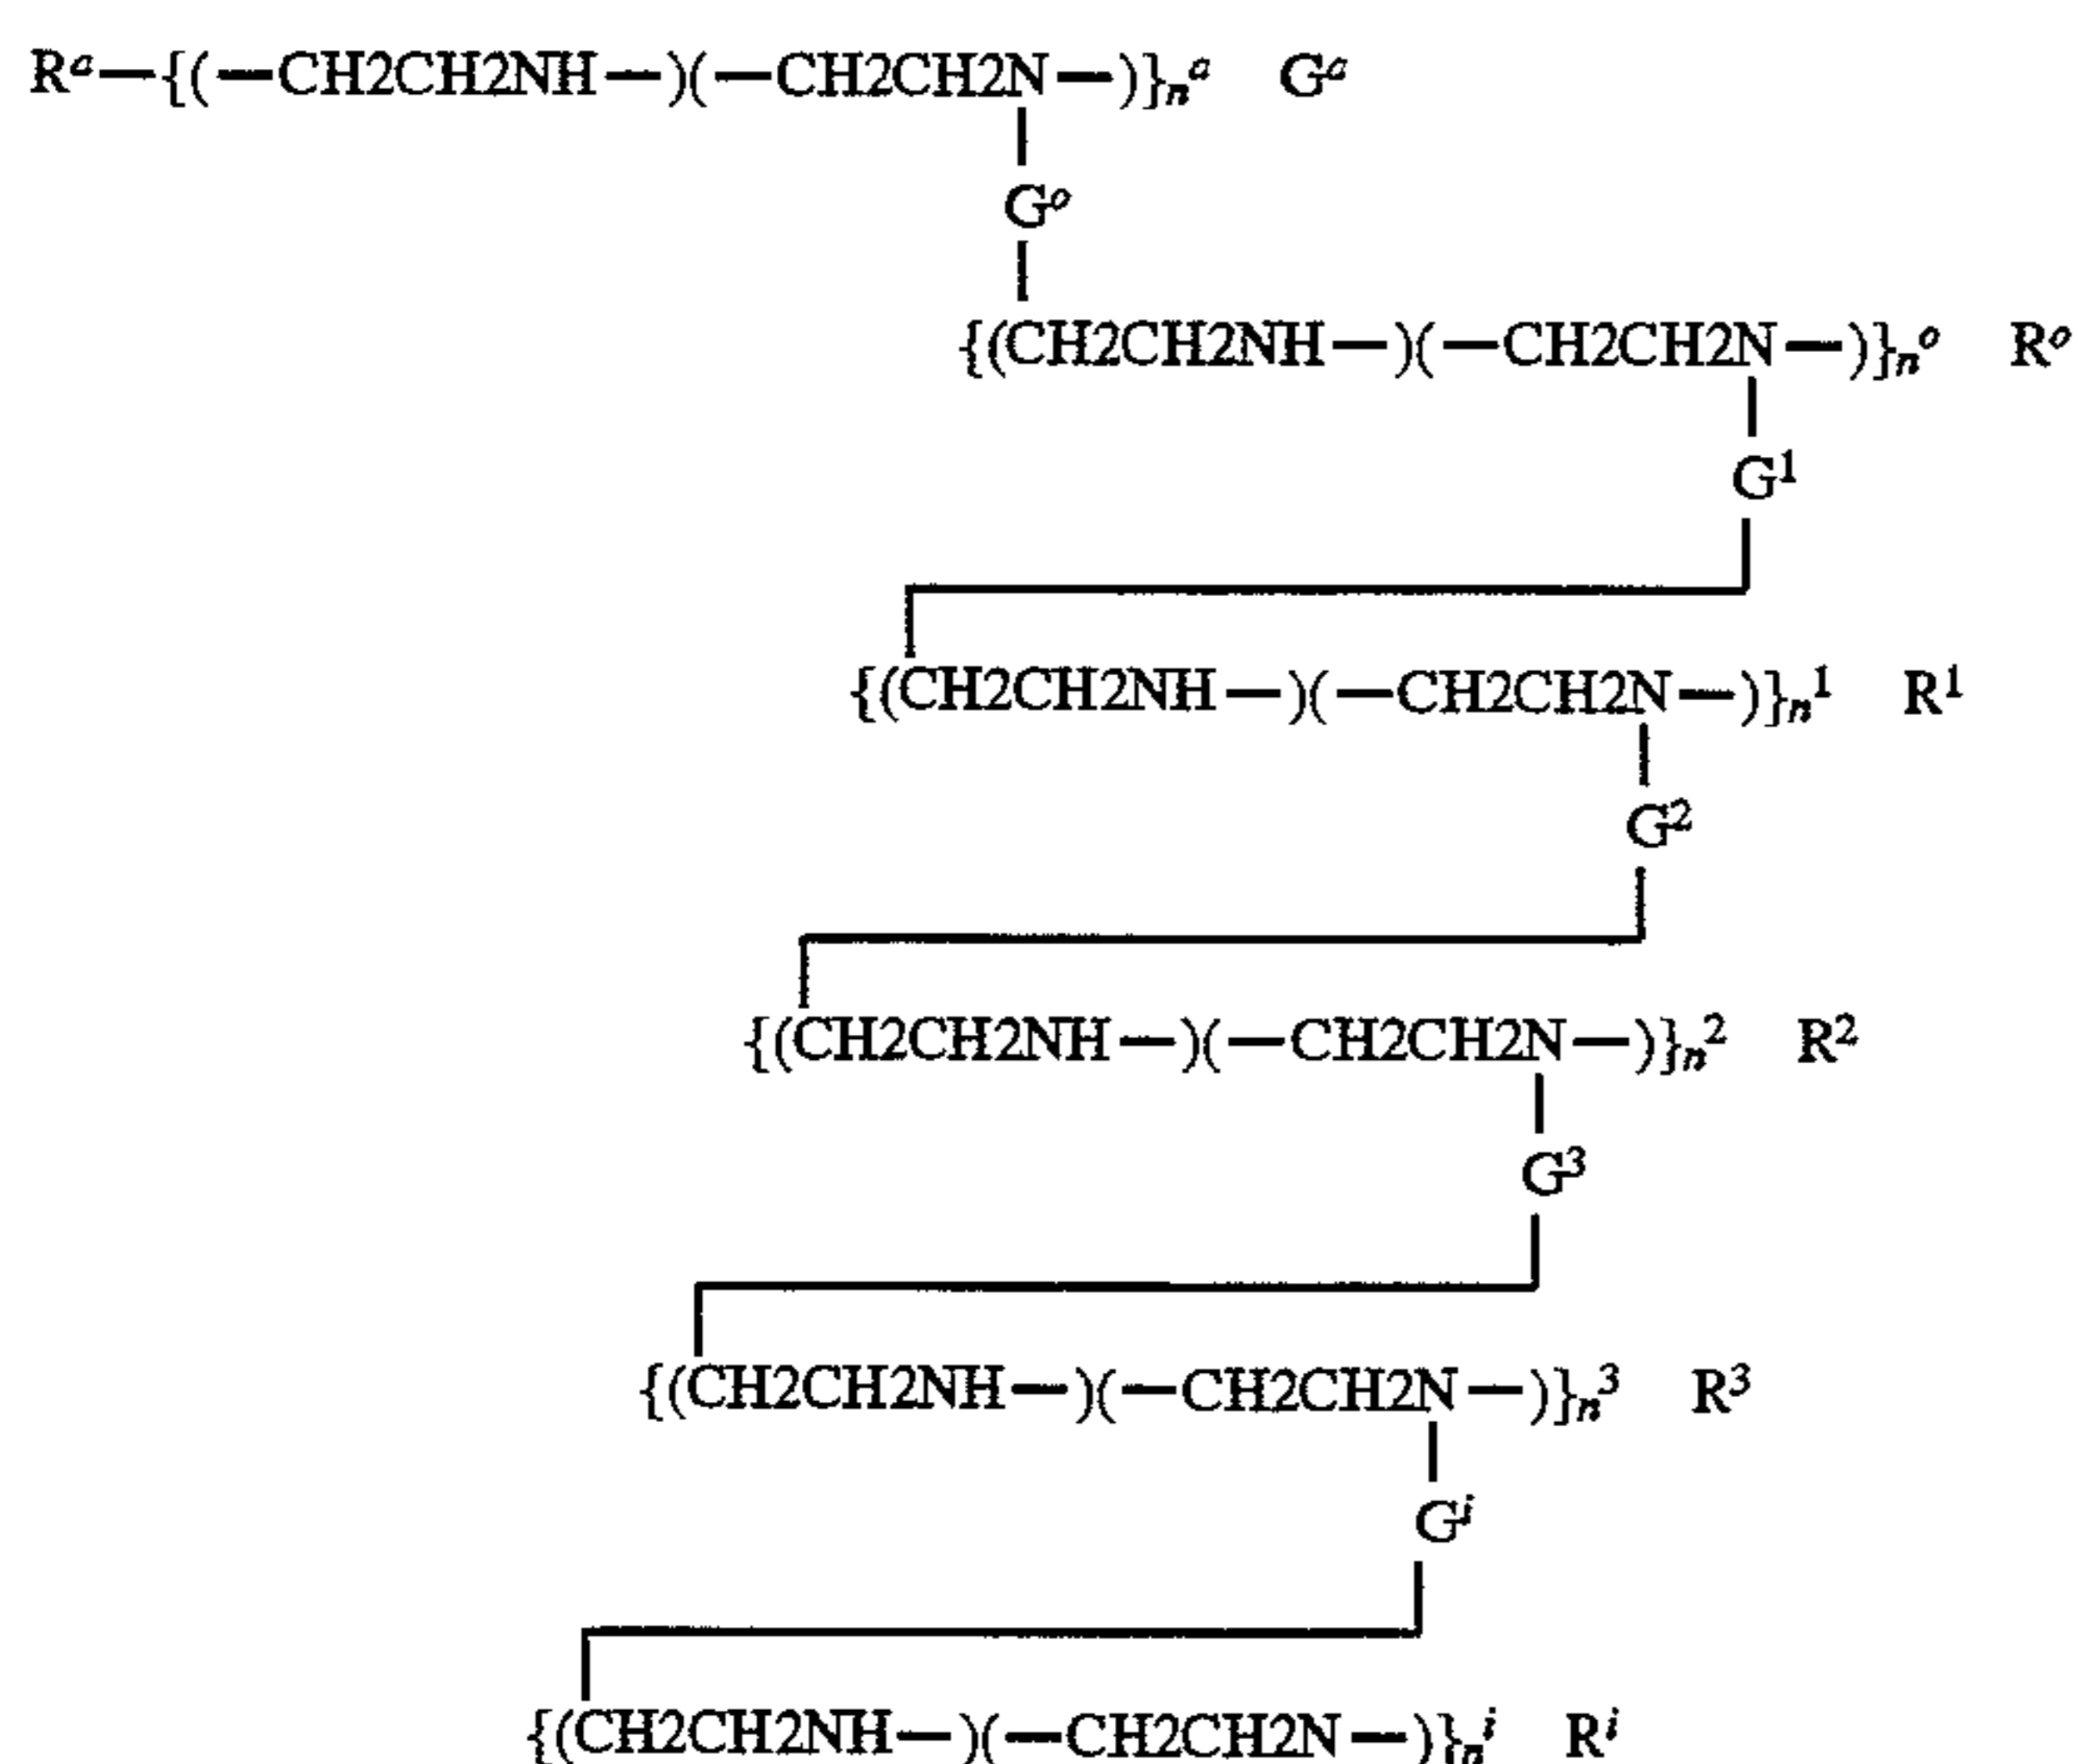 Rᵃ—{(—CH2CH2NH—)(—CH2CH2N—)}ₙᵃ Gᵃ
Gᵒ
{(CH2CH2NH—)(—CH2CH2N—)}ₙᵒ Rᵒ
G¹
{(CH2CH2NH—)(—CH2CH2N—)}ₙ¹ R¹
G²
{(CH2CH2NH—)(—CH2CH2N—)}ₙ² R²
G³
{(CH2CH2NH—)(—CH2CH2N—)}ₙ³ R³
Gⁱ
{(CH2CH2NH—)(—CH2CH2N—)}ₙⁱ Rⁱ